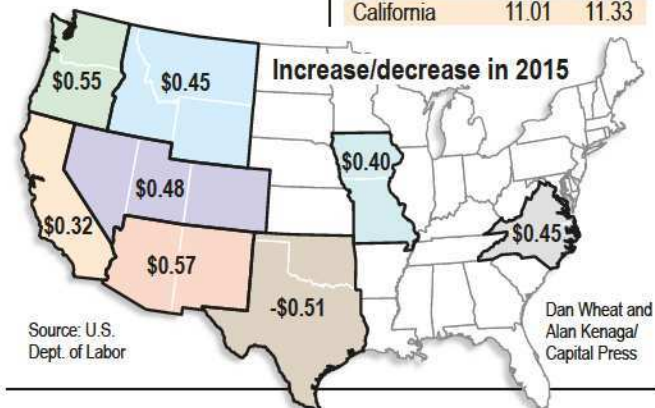 California 11.01 11.33
Increase/decrease in 2015
$0.55
$0.45
$0.40
$0.48
$0.32
$0.45
$0.57
-$0.51
Source: U.S.
Dept. of Labor
Dan Wheat and
Alan Kenaga/
Capital Press